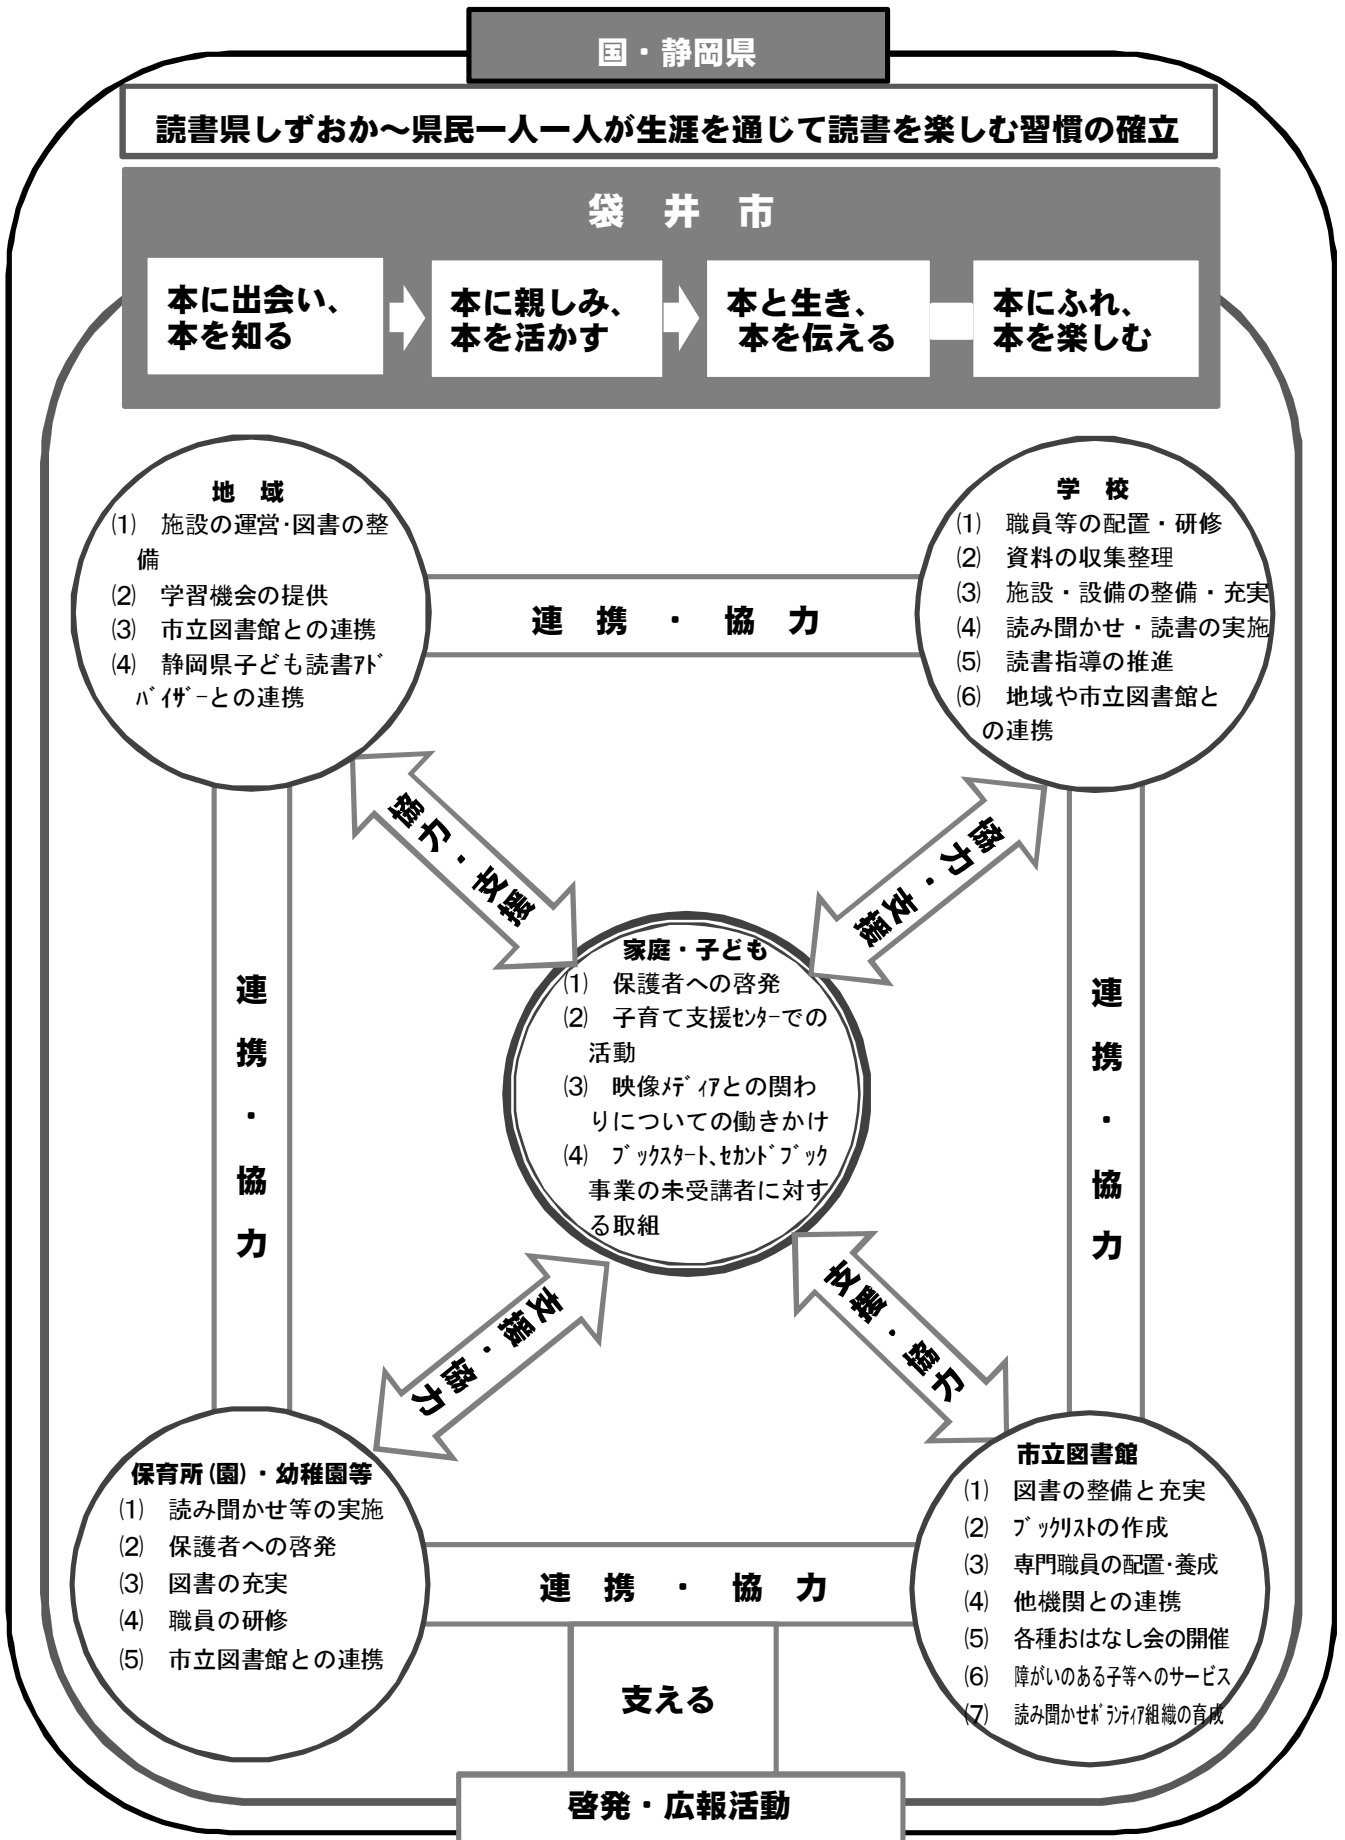 国・静岡県
読書県しずおか～県民一人一人が生涯を通じて読書を楽しむ習慣の確立
袋 井 市
本に出会い、
本を知る
本に親しみ、
本を活かす
本と生き、
本を伝える
本にふれ、
本を楽しむ
地 域
⑴ 施設の運営･図書の整
備
⑵ 学習機会の提供
⑶ 市立図書館との連携
⑷ 静岡県子ども読書ｱﾄﾞ
ﾊﾞｲｻﾞｰとの連携
連 携 ・ 協 力
学 校
⑴ 職員等の配置・研修
⑵ 資料の収集整理
⑶ 施設・設備の整備・充実
⑷ 読み聞かせ・読書の実施
⑸ 読書指導の推進
⑹ 地域や市立図書館と
の連携
協力・支援
協力・支援
連携・協力
家庭・子ども
⑴ 保護者への啓発
⑵ 子育て支援ｾﾝﾀｰでの
活動
⑶ 映像ﾒﾃﾞｨｱとの関わ
りについての働きかけ
⑷ ﾌﾞｯｸｽﾀｰﾄ､ｾｶﾝﾄﾞﾌﾞｯｸ
事業の未受講者に対す
る取組
連携・協力
支援・協力
支援・協力
保育所(園)・幼稚園等
⑴ 読み聞かせ等の実施
⑵ 保護者への啓発
⑶ 図書の充実
⑷ 職員の研修
⑸ 市立図書館との連携
連 携 ・ 協 力
市立図書館
⑴ 図書の整備と充実
⑵ ﾌﾞｯｸﾘｽﾄの作成
⑶ 専門職員の配置･養成
⑷ 他機関との連携
⑸ 各種おはなし会の開催
⑹ 障がいのある子等へのサービス
⑺ 読み聞かせﾎﾞﾗﾝﾃｨｱ組織の育成
支える
啓発・広報活動